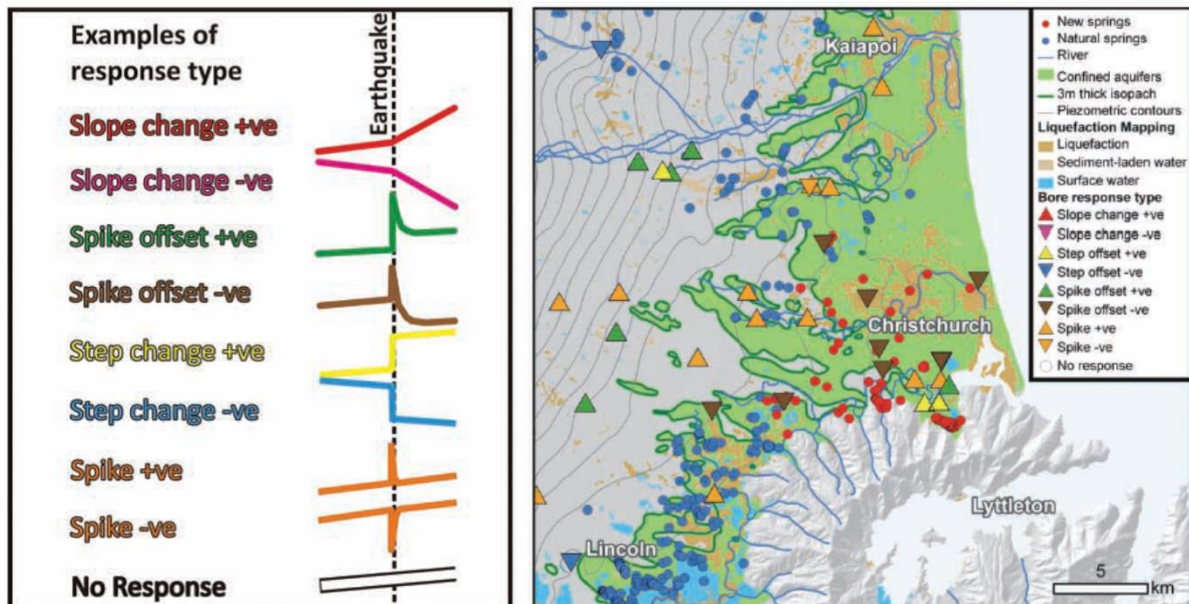 Examples of
response type
Earthquake
Slope change +ve
Slope change -ve
Spike offset +ve
Spike offset -ve
Step change +ve
Step change -ve
Spike +ve
Spike -ve
No Response
Kaiapoi
Christchurch
Lyttleton
Lincoln
New springs
Natural springs
River
Confined aquifers
3m thick isopach
Piezometric contours
Liquefaction Mapping
Liquefaction
Sediment-laden water
Surface water
Bore response type
Slope change +ve
Slope change -ve
Step offset +ve
Step offset -ve
Spike offset +ve
Spike offset -ve
Spike +ve
Spike -ve
No response
5
km